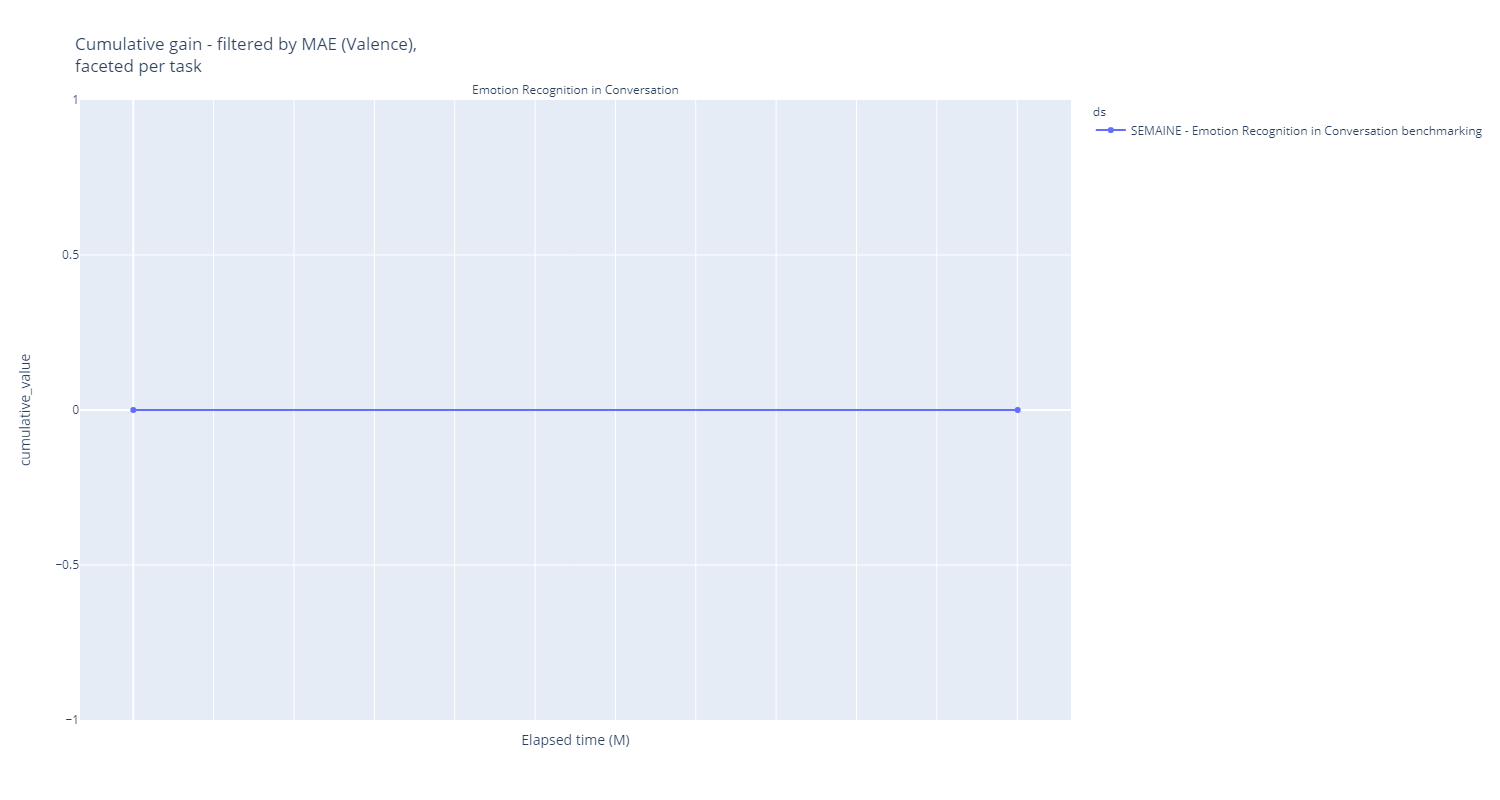 Cumulative gain - filtered by MAE (Valence),
faceted per task
Emotion Recognition in Conversation
ds
SEMAINE - Emotion Recognition in Conversation benchmarking
1
0.5
0
−0.5
−1
cumulative_value
Elapsed time (M)